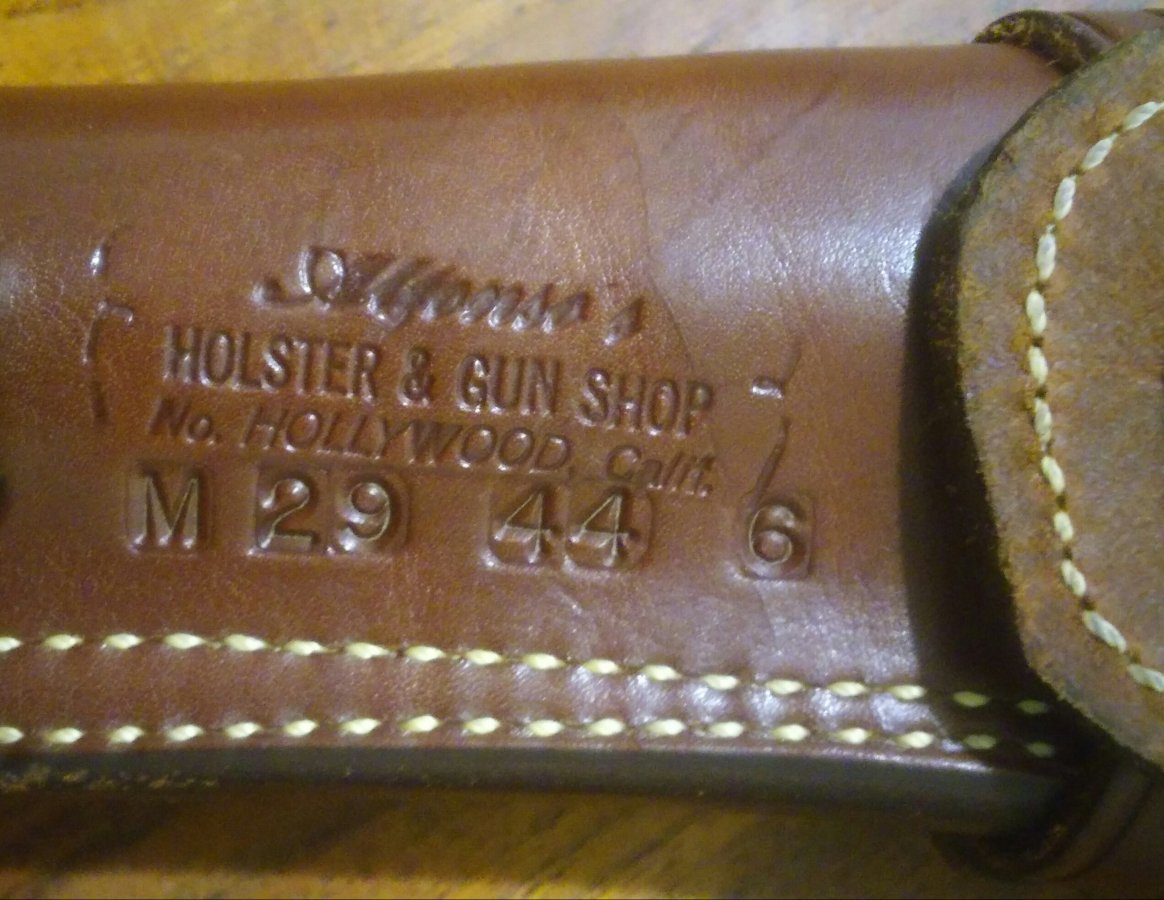 Alfonso's
HOLSTER & GUN SHOP
No. HOLLYWOOD, Calif.
M 29 44 6